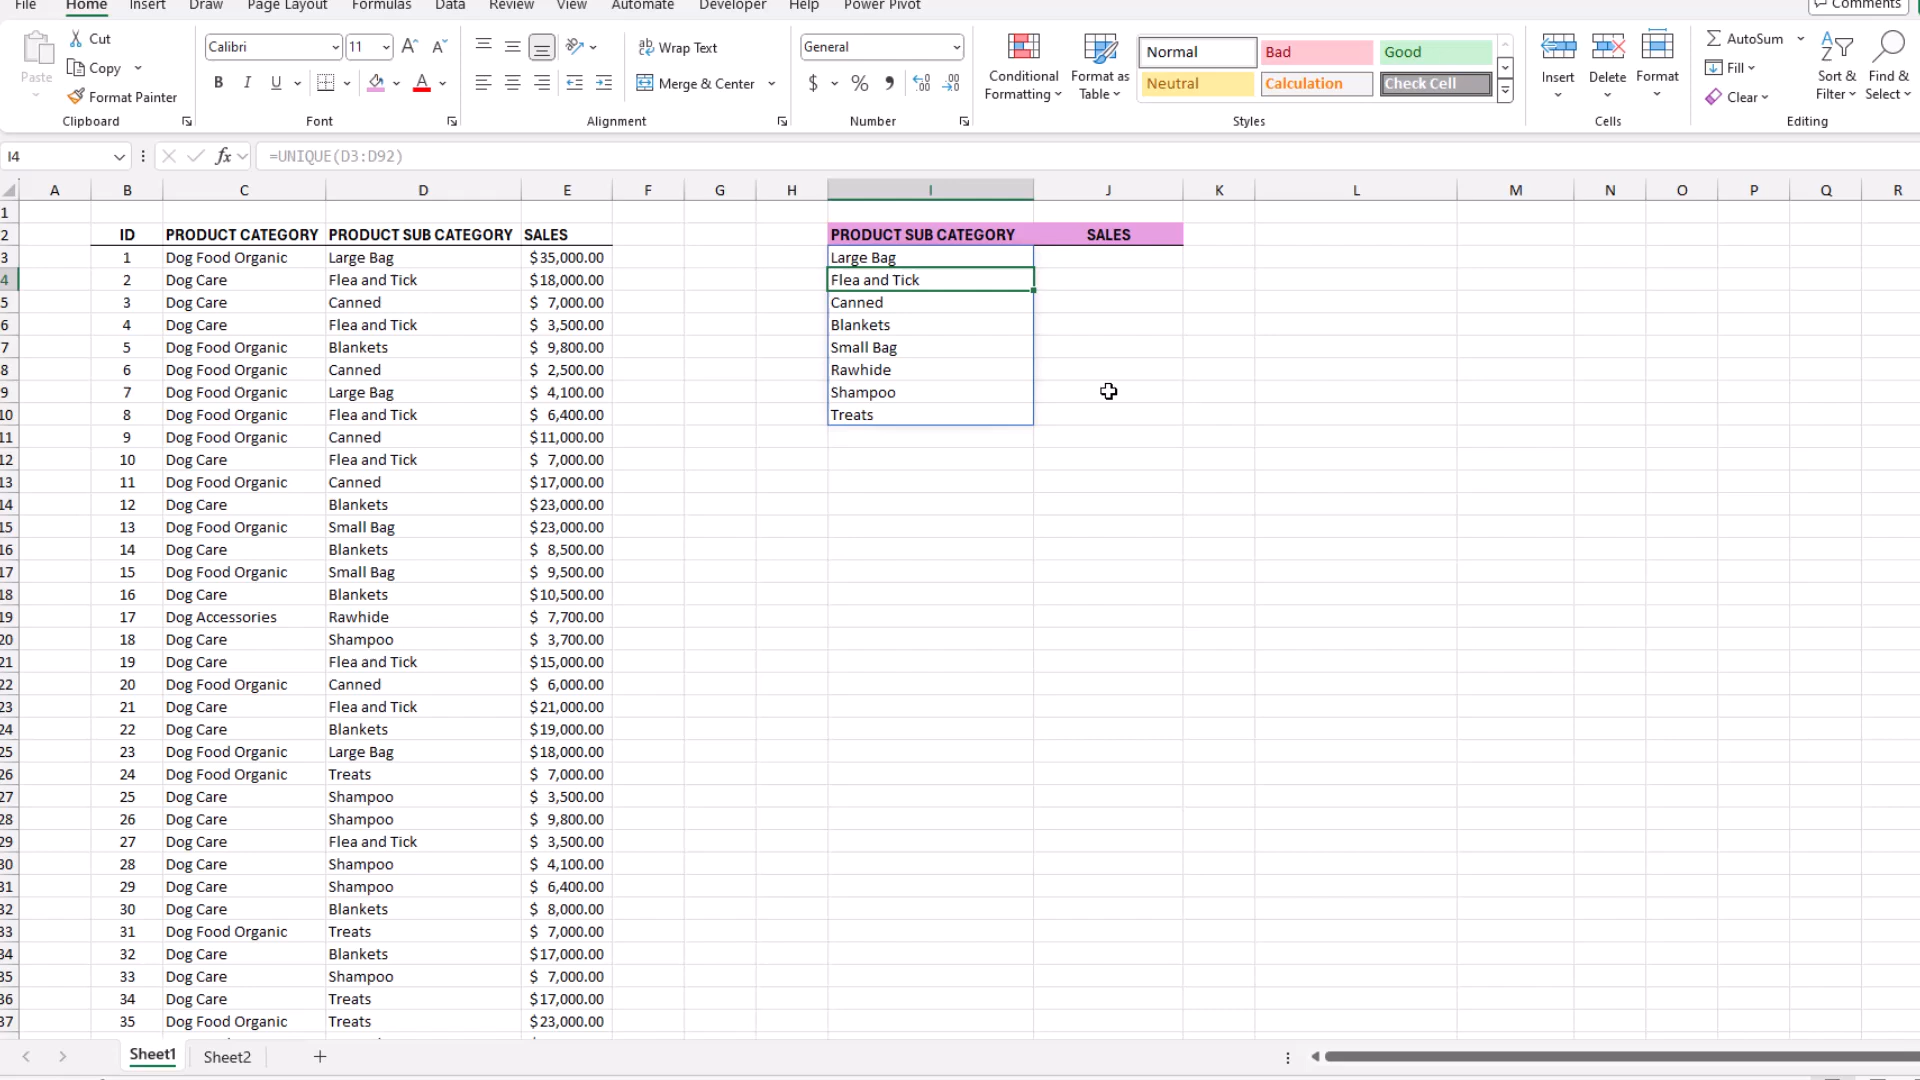 File Home Insert Draw Page Layout Formulas Data Review View Automate Developer Help Power Pivot Comments
Paste Cut Copy Format Painter Clipboard
Calibri 11 B I U A Font
ab Wrap Text Merge & Center Alignment
General $ % Number
Conditional Formatting Format as Table
Normal Bad Good
Neutral Calculation Check Cell
Styles
Insert Delete Format Cells
AutoSum Fill Clear Sort & Filter Find & Select Editing
I4 fx =UNIQUE(D3:D92)
A B C D E F G H I J K L M N O P Q R
1
2 ID PRODUCT CATEGORY PRODUCT SUB CATEGORY SALES PRODUCT SUB CATEGORY SALES
3 1 Dog Food Organic Large Bag $35,000.00 Large Bag
4 2 Dog Care Flea and Tick $18,000.00 Flea and Tick
5 3 Dog Care Canned $ 7,000.00 Canned
6 4 Dog Care Flea and Tick $ 3,500.00 Blankets
7 5 Dog Food Organic Blankets $ 9,800.00 Small Bag
8 6 Dog Food Organic Canned $ 2,500.00 Rawhide
9 7 Dog Food Organic Large Bag $ 4,100.00 Shampoo
10 8 Dog Food Organic Flea and Tick $ 6,400.00 Treats
11 9 Dog Food Organic Canned $11,000.00
12 10 Dog Care Flea and Tick $ 7,000.00
13 11 Dog Food Organic Canned $17,000.00
14 12 Dog Care Blankets $23,000.00
15 13 Dog Food Organic Small Bag $23,000.00
16 14 Dog Care Blankets $ 8,500.00
17 15 Dog Food Organic Small Bag $ 9,500.00
18 16 Dog Care Blankets $10,500.00
19 17 Dog Accessories Rawhide $ 7,700.00
20 18 Dog Care Shampoo $ 3,700.00
21 19 Dog Care Flea and Tick $15,000.00
22 20 Dog Food Organic Canned $ 6,000.00
23 21 Dog Care Flea and Tick $21,000.00
24 22 Dog Care Blankets $19,000.00
25 23 Dog Food Organic Large Bag $18,000.00
26 24 Dog Food Organic Treats $ 7,000.00
27 25 Dog Care Shampoo $ 3,500.00
28 26 Dog Care Shampoo $ 9,800.00
29 27 Dog Care Flea and Tick $ 3,500.00
30 28 Dog Care Shampoo $ 4,100.00
31 29 Dog Care Shampoo $ 6,400.00
32 30 Dog Care Blankets $ 8,000.00
33 31 Dog Food Organic Treats $ 7,000.00
34 32 Dog Care Blankets $17,000.00
35 33 Dog Care Shampoo $ 7,000.00
36 34 Dog Care Treats $17,000.00
37 35 Dog Food Organic Treats $23,000.00
Sheet1 Sheet2